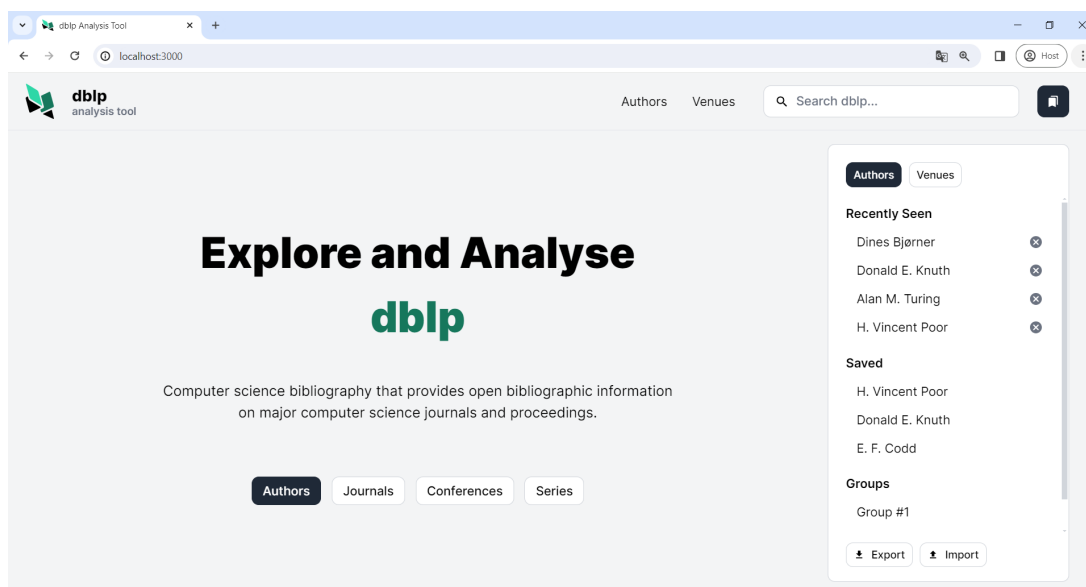 dblp Analysis Tool
localhost:3000
Host
dblp
analysis tool
Authors Venues Search dblp...
Explore and Analyse
dblp
Computer science bibliography that provides open bibliographic information
on major computer science journals and proceedings.
Authors Journals Conferences Series
Authors Venues
Recently Seen
Dines Bjørner
Donald E. Knuth
Alan M. Turing
H. Vincent Poor
Saved
H. Vincent Poor
Donald E. Knuth
E. F. Codd
Groups
Group #1
Export Import